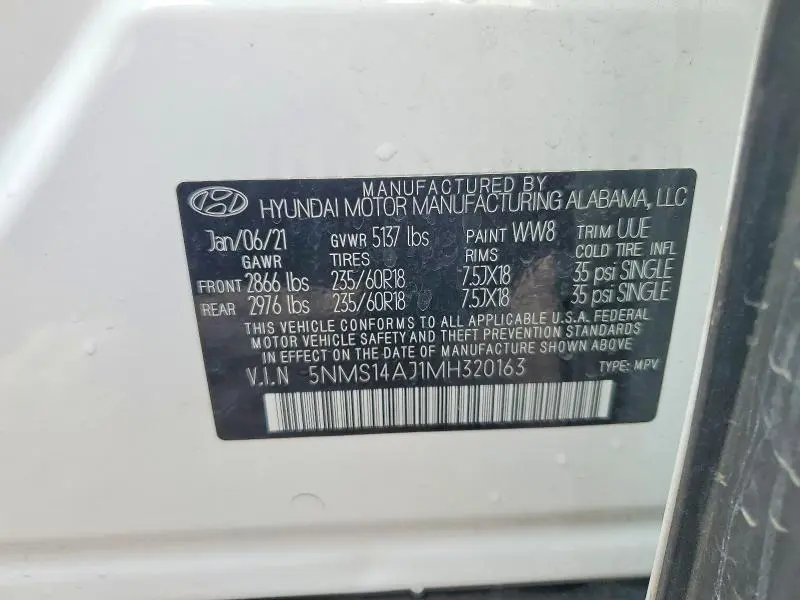 MANUFACTURED BY
HYUNDAI MOTOR MANUFACTURING ALABAMA, LLC
Jan/06/21 GVWR 5137 lbs PAINT WW8 TRIM UUE
GAWR TIRES RIMS COLD TIRE INFL
FRONT 2866 lbs 235/60R18 7.5JX18 35 psi SINGLE
REAR 2976 lbs 235/60R18 7.5JX18 35 psi SINGLE
THIS VEHICLE CONFORMS TO ALL APPLICABLE U.S.A. FEDERAL
MOTOR VEHICLE SAFETY AND THEFT PREVENTION STANDARDS
IN EFFECT ON THE DATE OF MANUFACTURE SHOWN ABOVE
V.I.N 5NMS14AJ1MH320163 TYPE: MPV